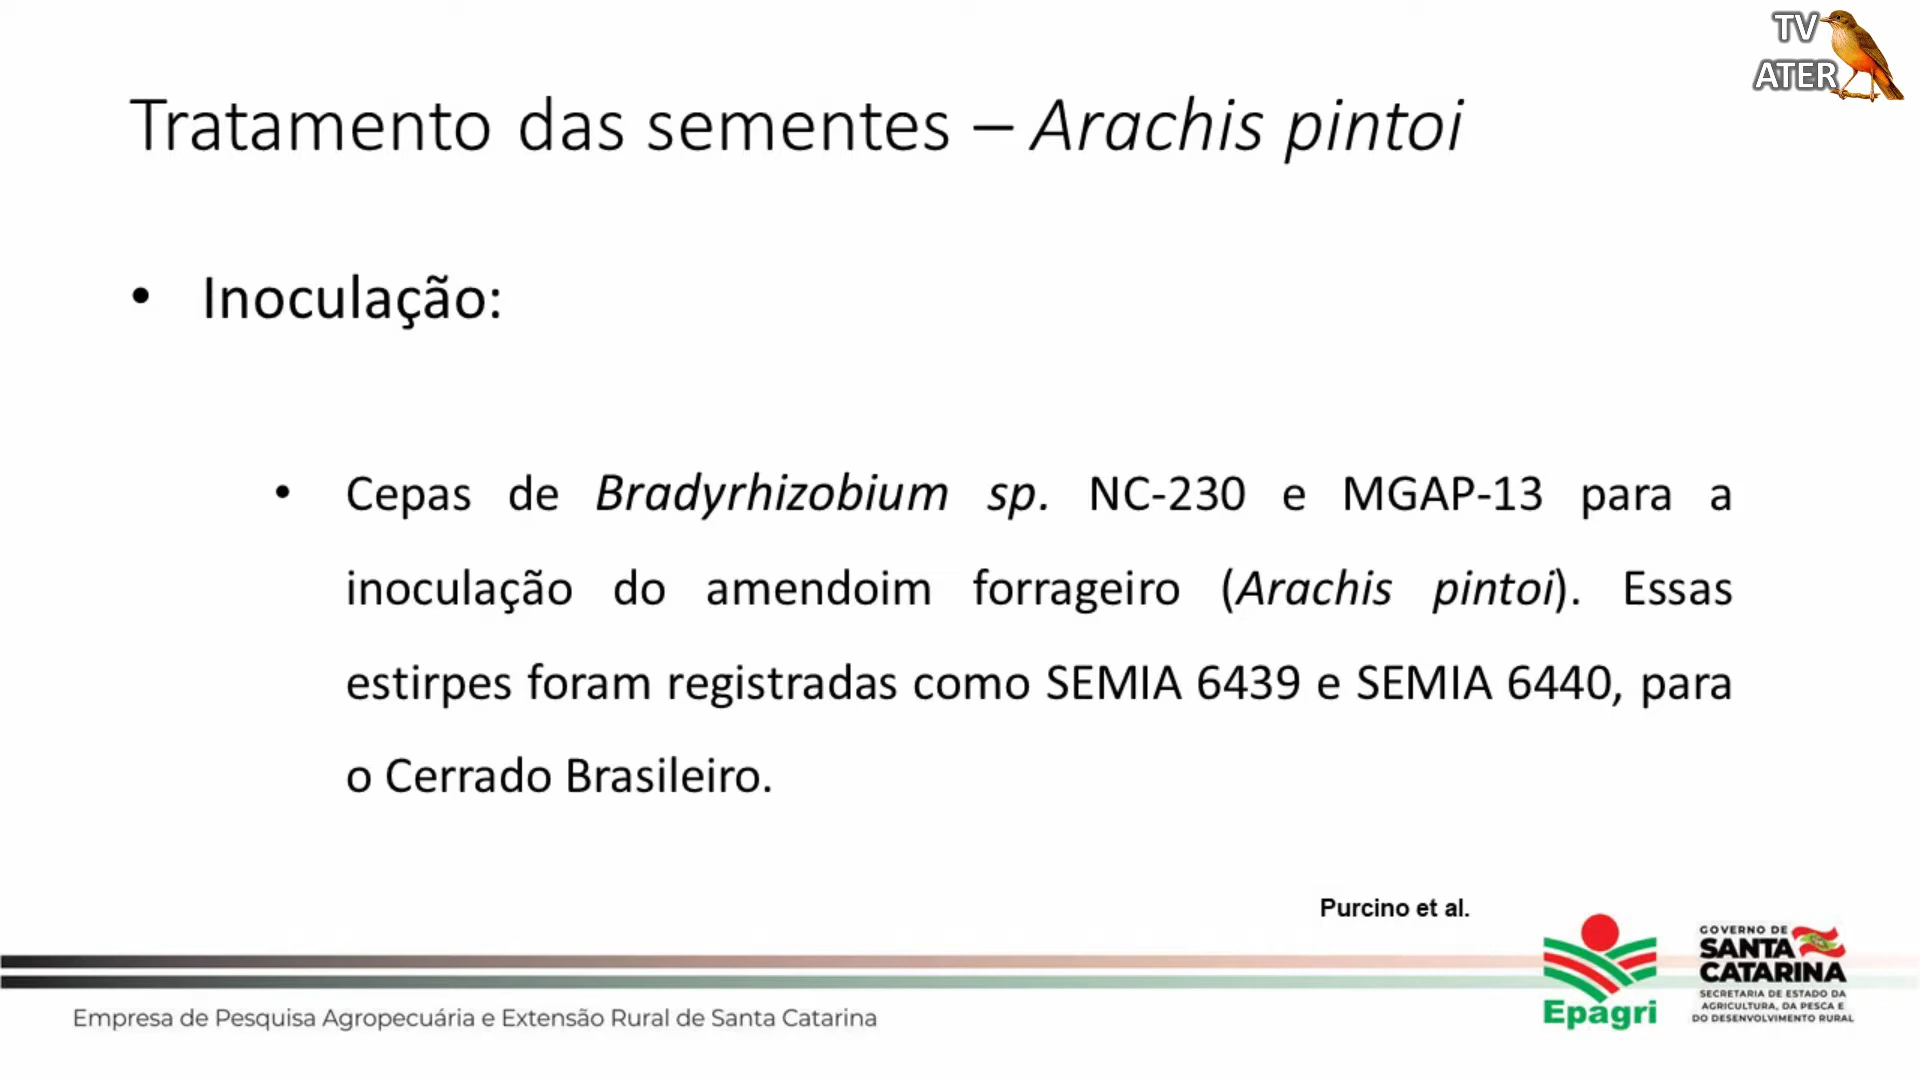 TV
ATER
Tratamento das sementes – Arachis pintoi
• Inoculação:
• Cepas de Bradyrhizobium sp. NC-230 e MGAP-13 para a
inoculação do amendoim forrageiro (Arachis pintoi). Essas
estirpes foram registradas como SEMIA 6439 e SEMIA 6440, para
o Cerrado Brasileiro.
Purcino et al.
Empresa de Pesquisa Agropecuária e Extensão Rural de Santa Catarina
Epagri
GOVERNO DE
SANTA
CATARINA
SECRETARIA DE ESTADO DA
AGRICULTURA, DA PESCA E
DO DESENVOLVIMENTO RURAL